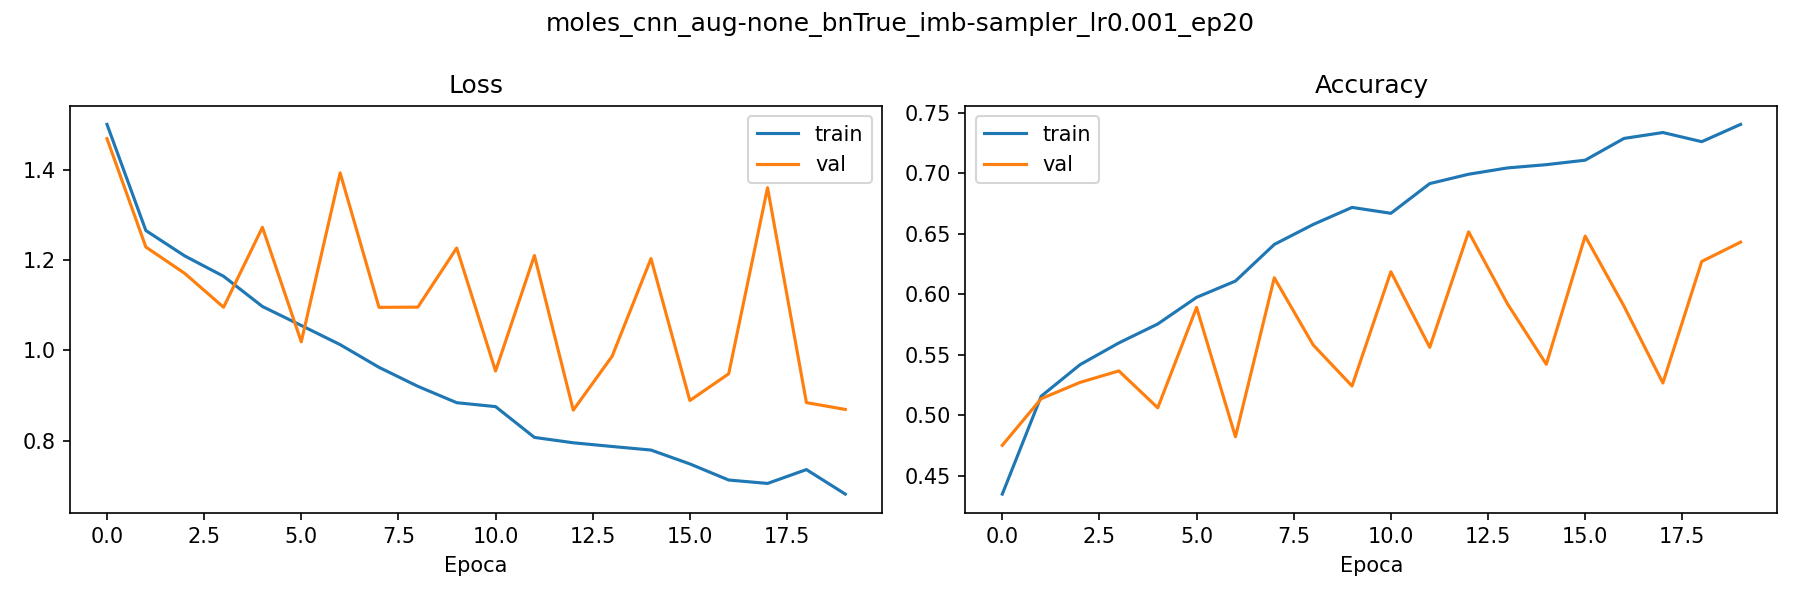 moles_cnn_aug-none_bnTrue_imb-sampler_lr0.001_ep20
Loss
train
val
1.4
1.2
1.0
0.8
0.0 2.5 5.0 7.5 10.0 12.5 15.0 17.5
Epoca
Accuracy
train
val
0.75
0.70
0.65
0.60
0.55
0.50
0.45
0.0 2.5 5.0 7.5 10.0 12.5 15.0 17.5
Epoca